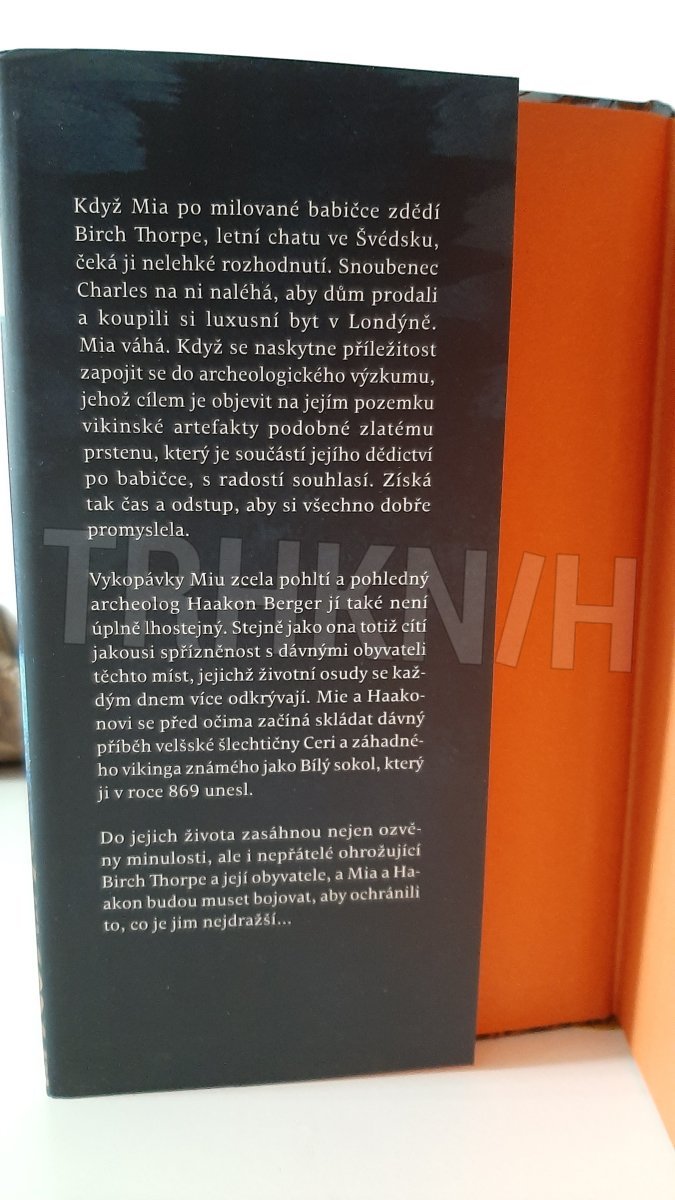 Když Mia po milované babičce zdědí
Birch Thorpe, letní chatu ve Švédsku,
čeká ji nelehké rozhodnutí. Snoubenec
Charles na ni naléhá, aby dům prodali
a koupili si luxusní byt v Londýně.
Mia váhá. Když se naskytne příležitost
zapojit se do archeologického výzkumu,
jehož cílem je objevit na jejím pozemku
vikinské artefakty podobné zlatému
prstenu, který je součástí jejího dědictví
po babičce, s radostí souhlasí. Získá
tak čas a odstup, aby si všechno dobře
promyslela.
TRHKN/H
Vykopávky Miu zcela pohltí a pohledný
archeolog Haakon Berger jí také není
úplně lhostejný. Stejně jako ona totiž cítí
jakousi spřízněnost s dávnými obyvateli
těchto míst, jejichž životní osudy se kaž-
dým dnem více odkrývají. Mie a Haako-
novi se před očima začíná skládat dávný
příběh velšské šlechtičny Ceri a záhadné-
ho vikinga známého jako Bílý sokol, který
ji v roce 869 unesl.
Do jejich života zasáhnou nejen ozvě-
ny minulosti, ale i nepřátelé ohrožující
Birch Thorpe a její obyvatele, a Mia a Ha-
akon budou muset bojovat, aby ochránili
to, co je jim nejdražší...